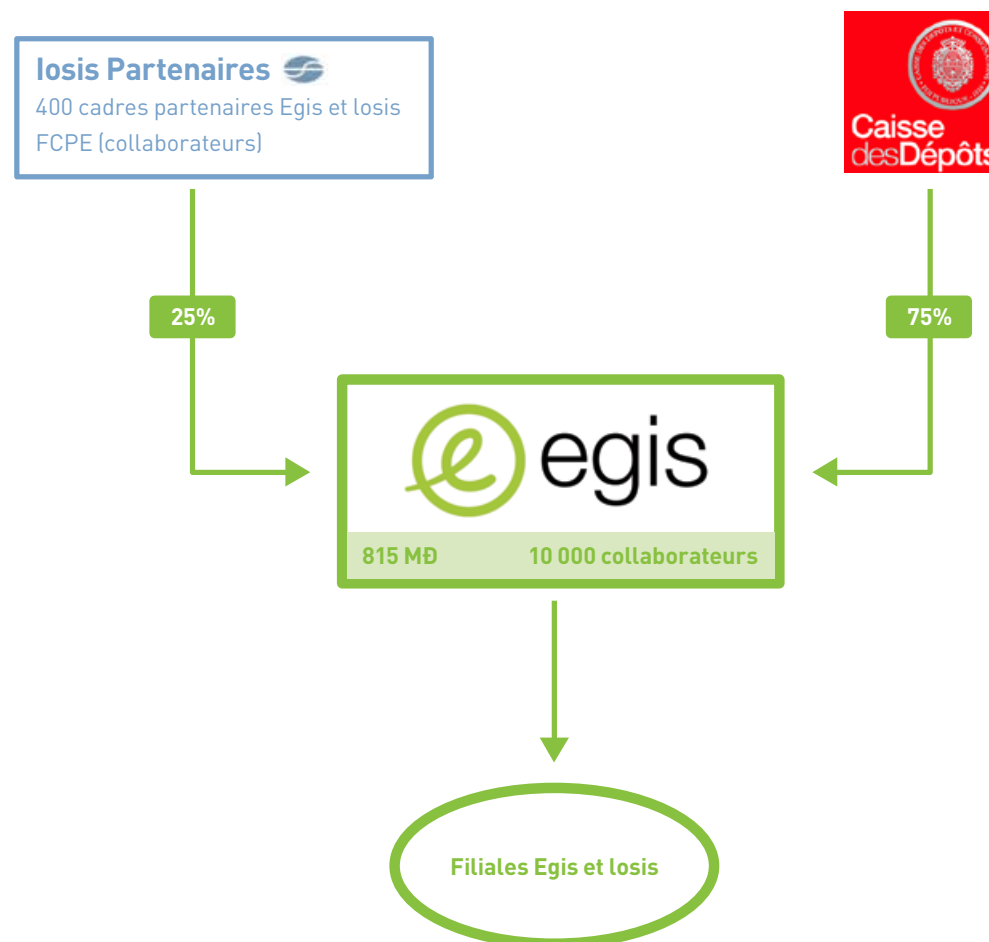 Iosis Partenaires
400 cadres partenaires Egis et Iosis
FCPE (collaborateurs)
Caisse
desDépôts
25%
75%
egis
815 MĐ 10 000 collaborateurs
Filiales Egis et Iosis